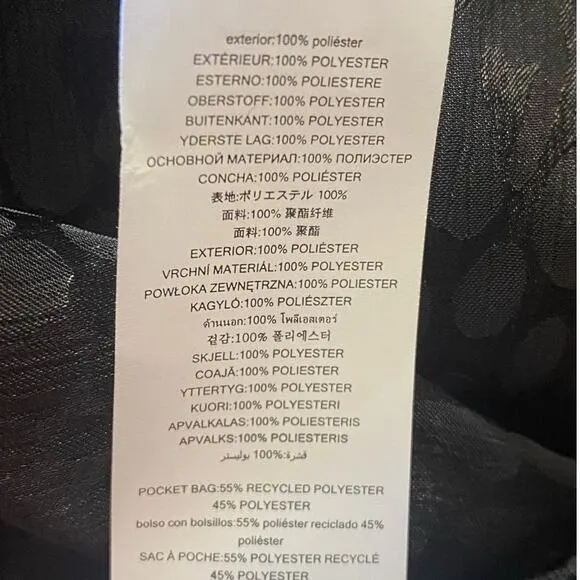 exterior:100% poliéster
EXTÉRIEUR:100% POLYESTER
ESTERNO:100% POLIESTERE
OBERSTOFF:100% POLYESTER
BUITENKANT:100% POLYESTER
YDERSTE LAG:100% POLYESTER
ОСНОВНОЙ МАТЕРИАЛ:100% ПОЛИЭСТЕР
CONCHA:100% POLIÉSTER
表地:ポリエステル 100%
面料:100% 聚酯纤维
面料:100% 聚酯
EXTERIOR:100% POLIÉSTER
VRCHNÍ MATERIÁL:100% POLYESTER
POWŁOKA ZEWNĘTRZNA:100% POLYESTER
KAGYLÓ:100% POLIÉSZTER
ด้านนอก:100% โพลีเอสเตอร์
겉감:100% 폴리에스터
SKJELL:100% POLYESTER
COAJĂ:100% POLYESTER
YTTERTYG:100% POLYESTER
KUORI:100% POLYESTERI
APVALKALAS:100% POLIESTERIS
APVALKS:100% POLIESTERIS
قشرة:100% بوليستر
POCKET BAG:55% RECYCLED POLYESTER
45% POLYESTER
bolso con bolsillos:55% poliéster reciclado 45%
poliéster
SAC À POCHE:55% POLYESTER RECYCLÉ
45% POLYESTER